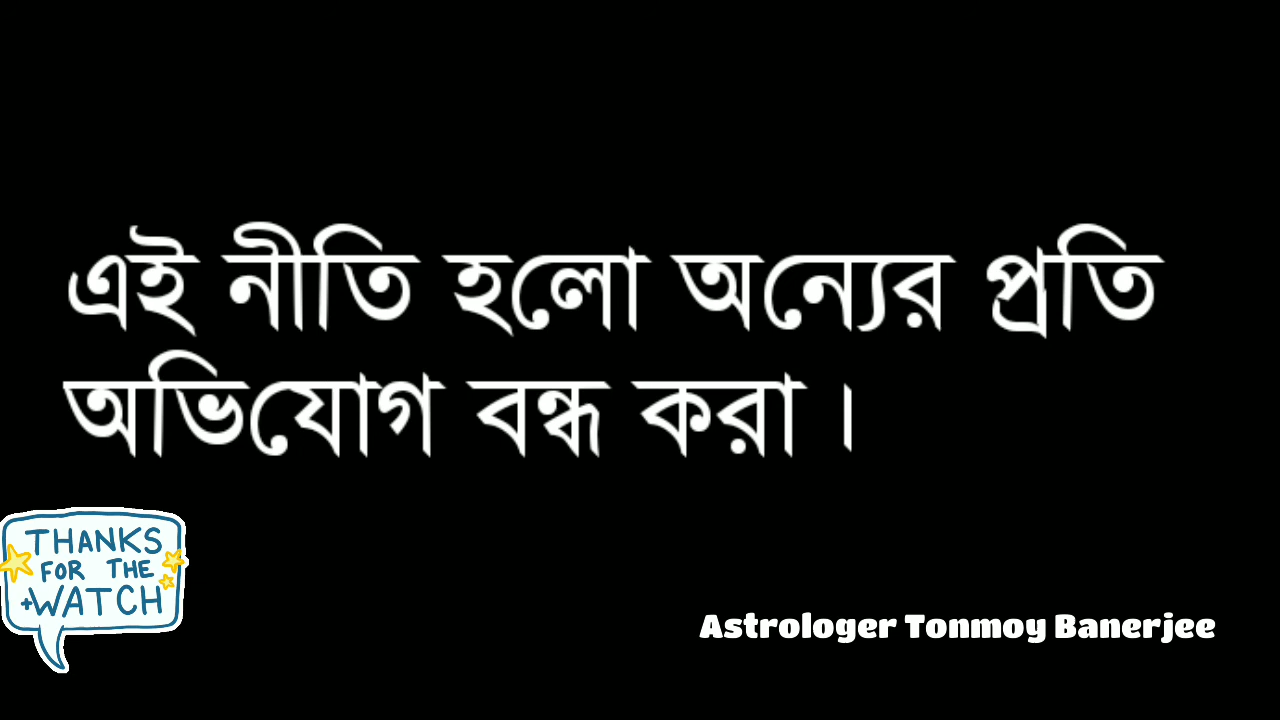 এই নীতি হলো অন্যের প্রতি
অভিযোগ বন্ধ করা।
THANKS
FOR THE
+WATCH
Astrologer Tonmoy Banerjee